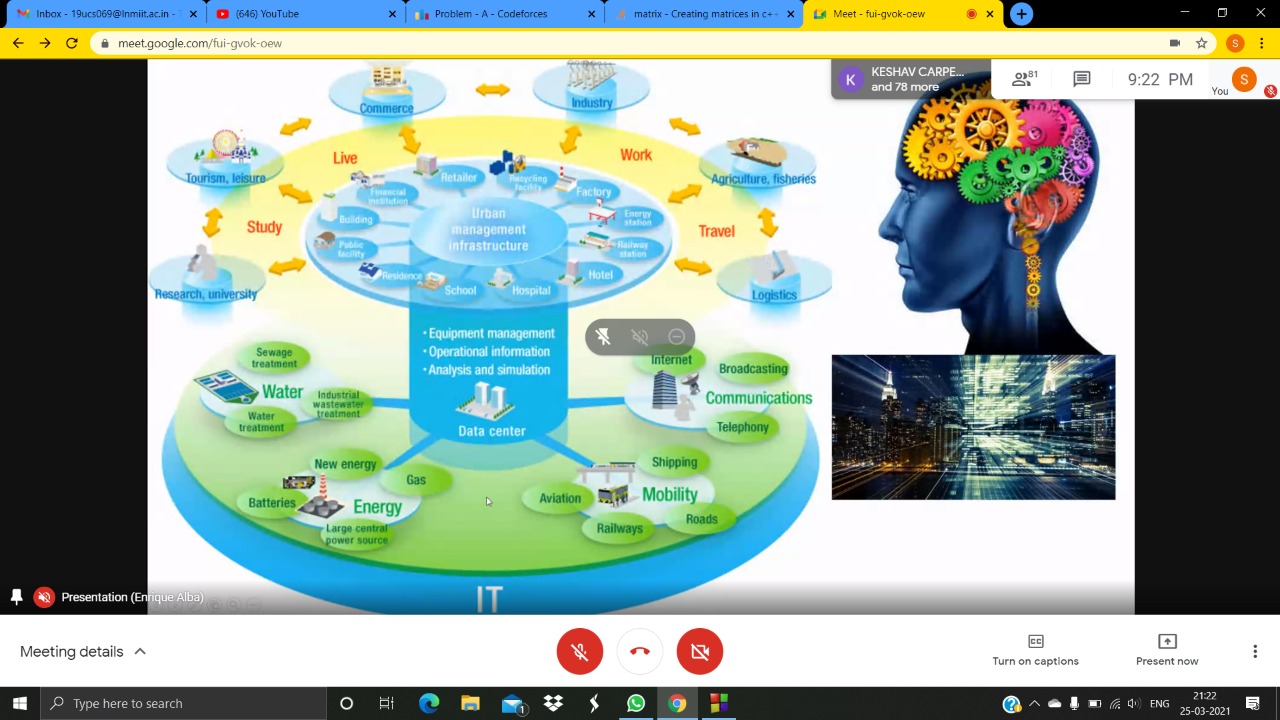 Inbox - 19ucs069@lnmiit.ac.in -
(646) YouTube
Problem - A - Codeforces
matrix - Creating matrices in c++
Meet - fui-gvok-oew
meet.google.com/fui-gvok-oew
S
K
KESHAV CARPE...
and 78 more
81
9:22 PM
You
S
Commerce
Industry
Live
Work
Tourism, leisure
Agriculture, fisheries
Retailer
Recycling
facility
Financial
institution
Factory
Urban
management
infrastructure
Building
Energy
station
Study
Travel
Public
facility
Railway
station
Residence
Hotel
School
Hospital
Research, university
Logistics
• Equipment management
• Operational information
• Analysis and simulation
Data center
Sewage
treatment
Water
Industrial
wastewater
treatment
Water
treatment
Internet
Broadcasting
Communications
Telephony
New energy
Gas
Batteries
Energy
Large central
power source
Shipping
Aviation
Mobility
Roads
Railways
IT
Presentation (Enrique Alba)
Meeting details
CC
Turn on captions
Present now
Type here to search
1
ENG
21:22
25-03-2021